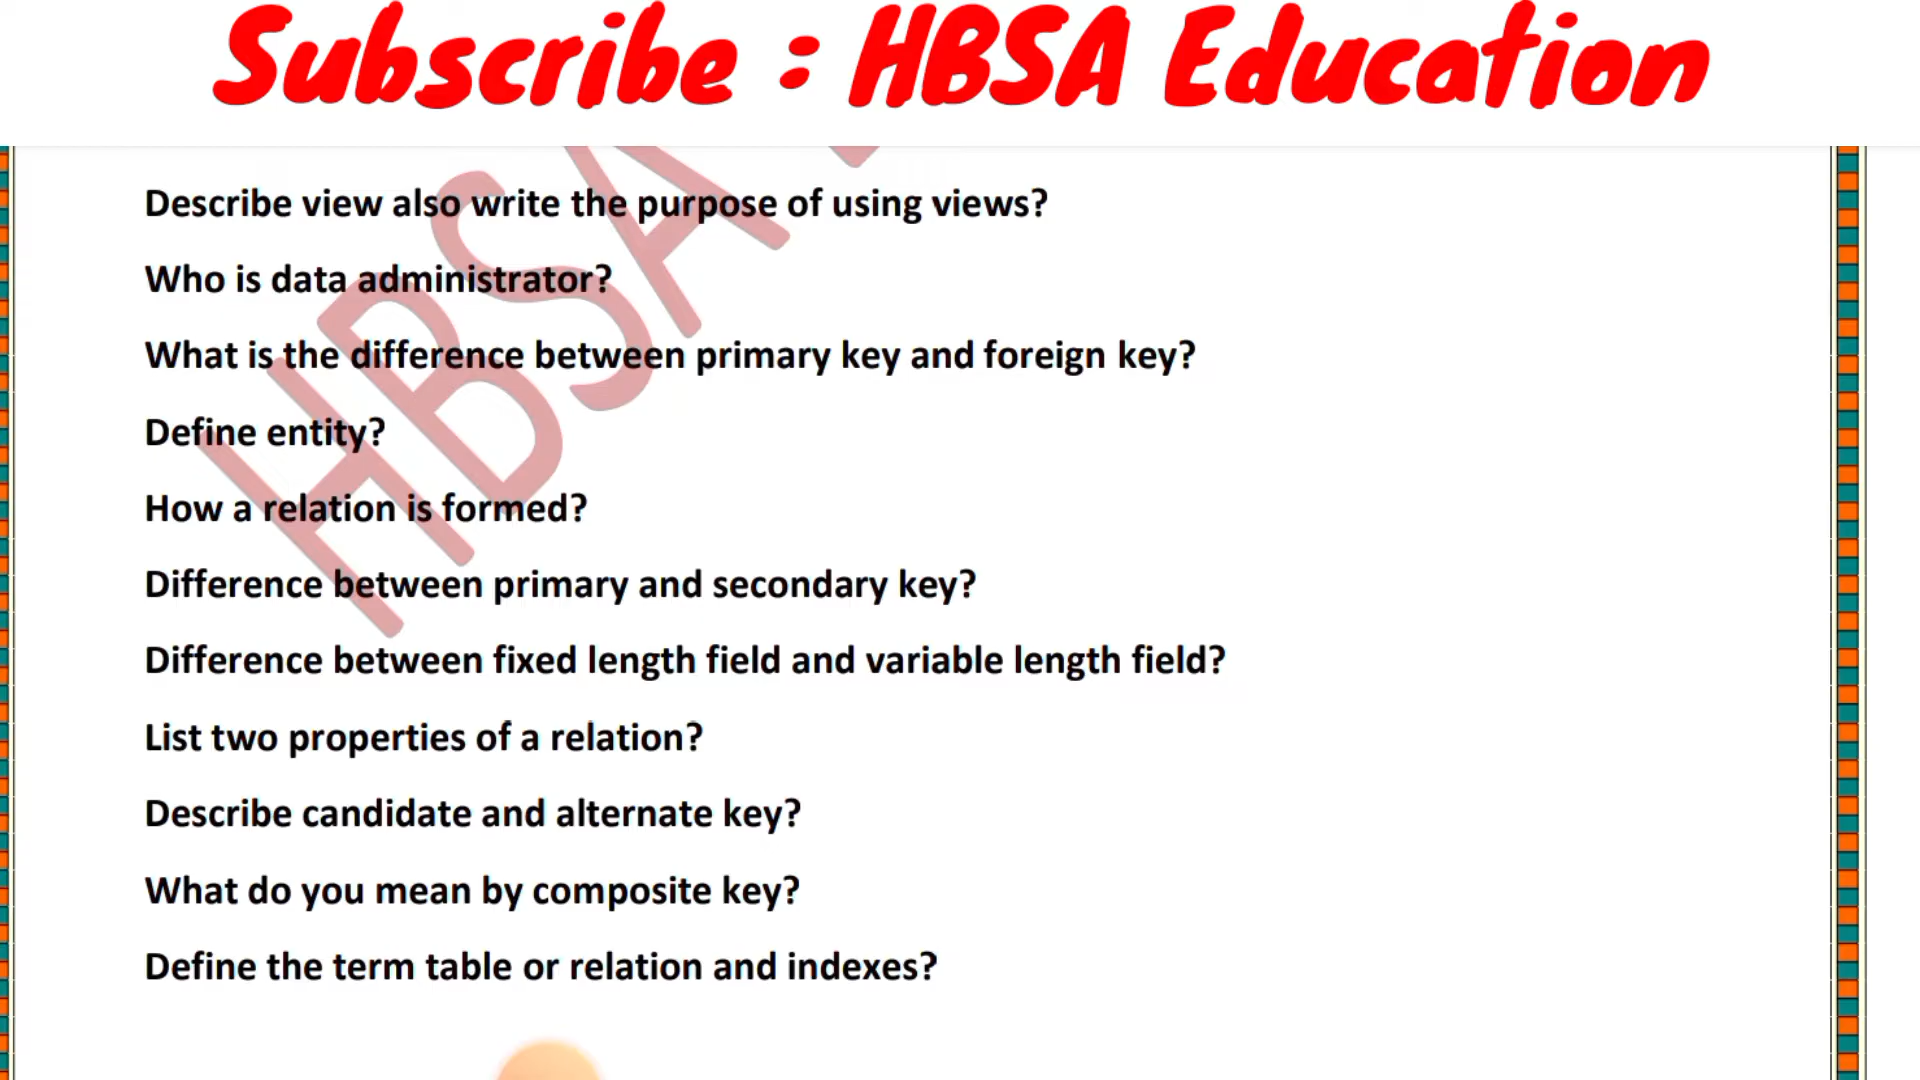 Subscribe : HBSA Education
Describe view also write the purpose of using views?
Who is data administrator?
What is the difference between primary key and foreign key?
Define entity?
How a relation is formed?
Difference between primary and secondary key?
Difference between fixed length field and variable length field?
List two properties of a relation?
Describe candidate and alternate key?
What do you mean by composite key?
Define the term table or relation and indexes?
HBSA